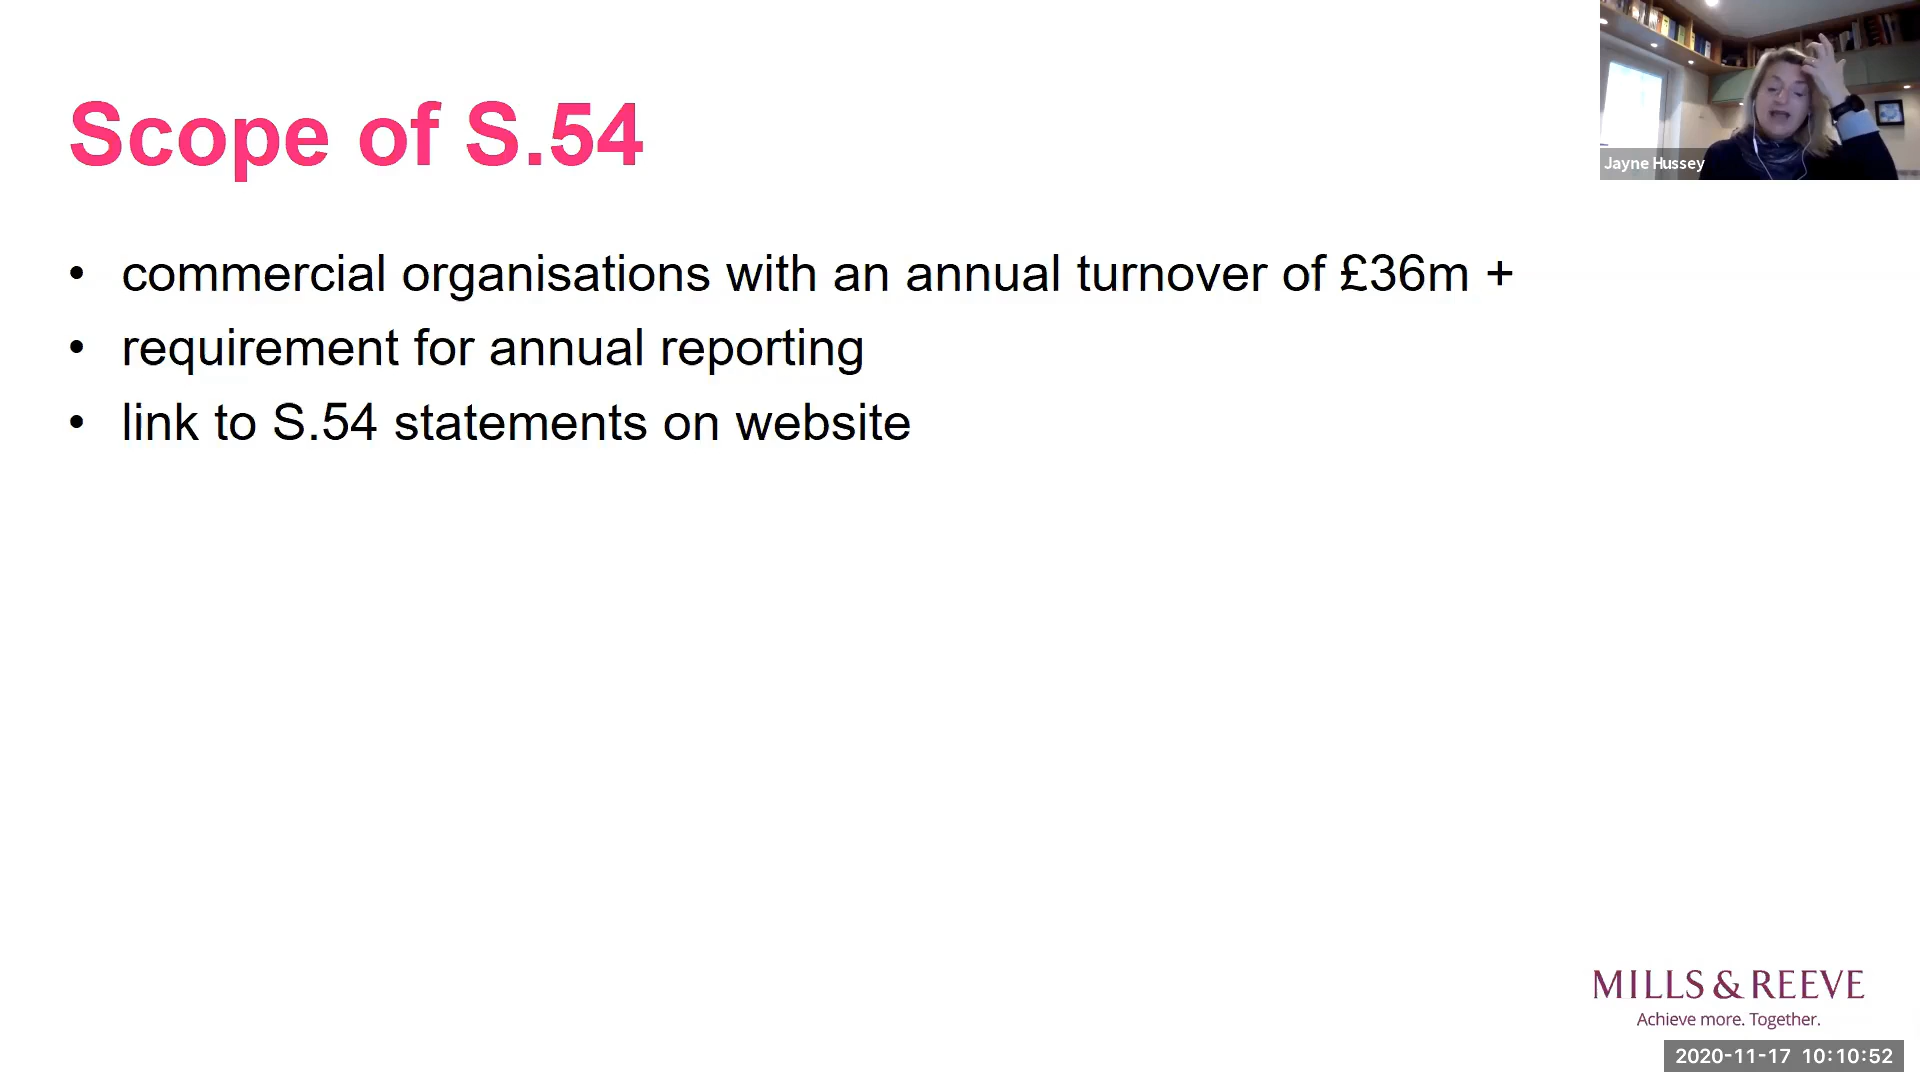 Scope of S.54
Jayne Hussey
• commercial organisations with an annual turnover of £36m +
• requirement for annual reporting
• link to S.54 statements on website
MILLS & REEVE
Achieve more. Together.
2020-11-17 10:10:52